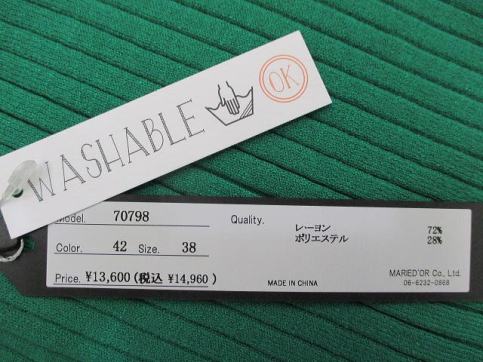 WASHABLE OK
Model. 70798
Color. 42 Size. 38
Price. ¥13,600(税込 ¥14,960)
Quality.
レーヨン 72%
ポリエステル 28%
MADE IN CHINA
MARIED'OR Co., Ltd.
06-6232-0868